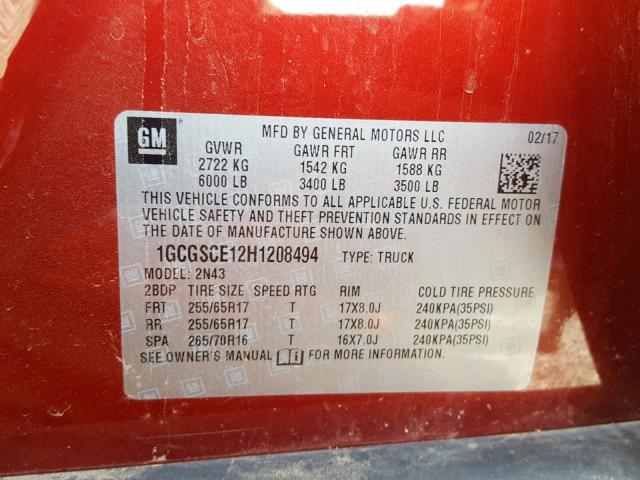 GM
MFD BY GENERAL MOTORS LLC 02/17
GVWR GAWR FRT GAWR RR
2722 KG 1542 KG 1588 KG
6000 LB 3400 LB 3500 LB
THIS VEHICLE CONFORMS TO ALL APPLICABLE U.S. FEDERAL MOTOR
VEHICLE SAFETY AND THEFT PREVENTION STANDARDS IN EFFECT ON
THE DATE OF MANUFACTURE SHOWN ABOVE.
1GCGSCE12H1208494 TYPE: TRUCK
MODEL: 2N43
2BDP TIRE SIZE SPEED RTG RIM COLD TIRE PRESSURE
FRT 255/65R17 T 17X8.0J 240KPA(35PSI)
RR 255/65R17 T 17X8.0J 240KPA(35PSI)
SPA 265/70R16 T 16X7.0J 240KPA(35PSI)
SEE OWNER'S MANUAL i FOR MORE INFORMATION.